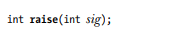 int raise(int sig);